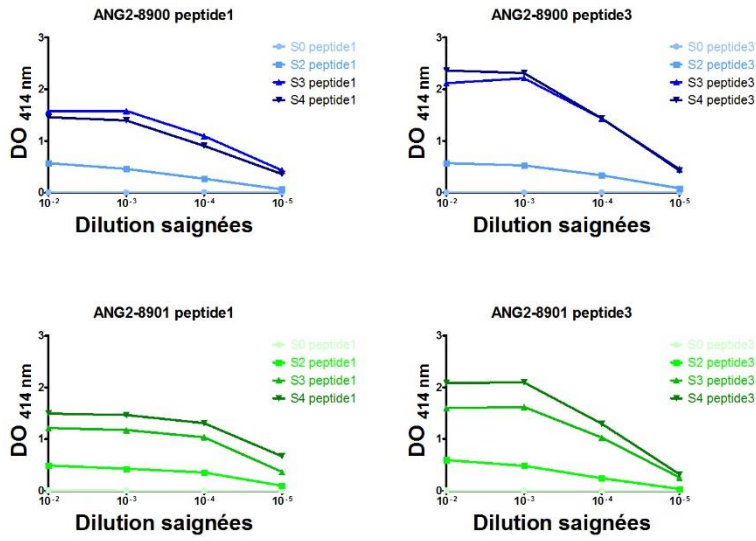 ANG2-8900 peptide1
3
2
1
0
DO 414 nm
10-2
10-3
10-4
10-5
Dilution saignées
S0 peptide1
S2 peptide1
S3 peptide1
S4 peptide1
ANG2-8900 peptide3
3
2
1
0
DO 414 nm
10-2
10-3
10-4
10-5
Dilution saignées
S0 peptide3
S2 peptide3
S3 peptide3
S4 peptide3
ANG2-8901 peptide1
3
2
1
0
DO 414 nm
10-2
10-3
10-4
10-5
Dilution saignées
S0 peptide1
S2 peptide1
S3 peptide1
S4 peptide1
ANG2-8901 peptide3
3
2
1
0
DO 414 nm
10-2
10-3
10-4
10-5
Dilution saignées
S0 peptide3
S2 peptide3
S3 peptide3
S4 peptide3